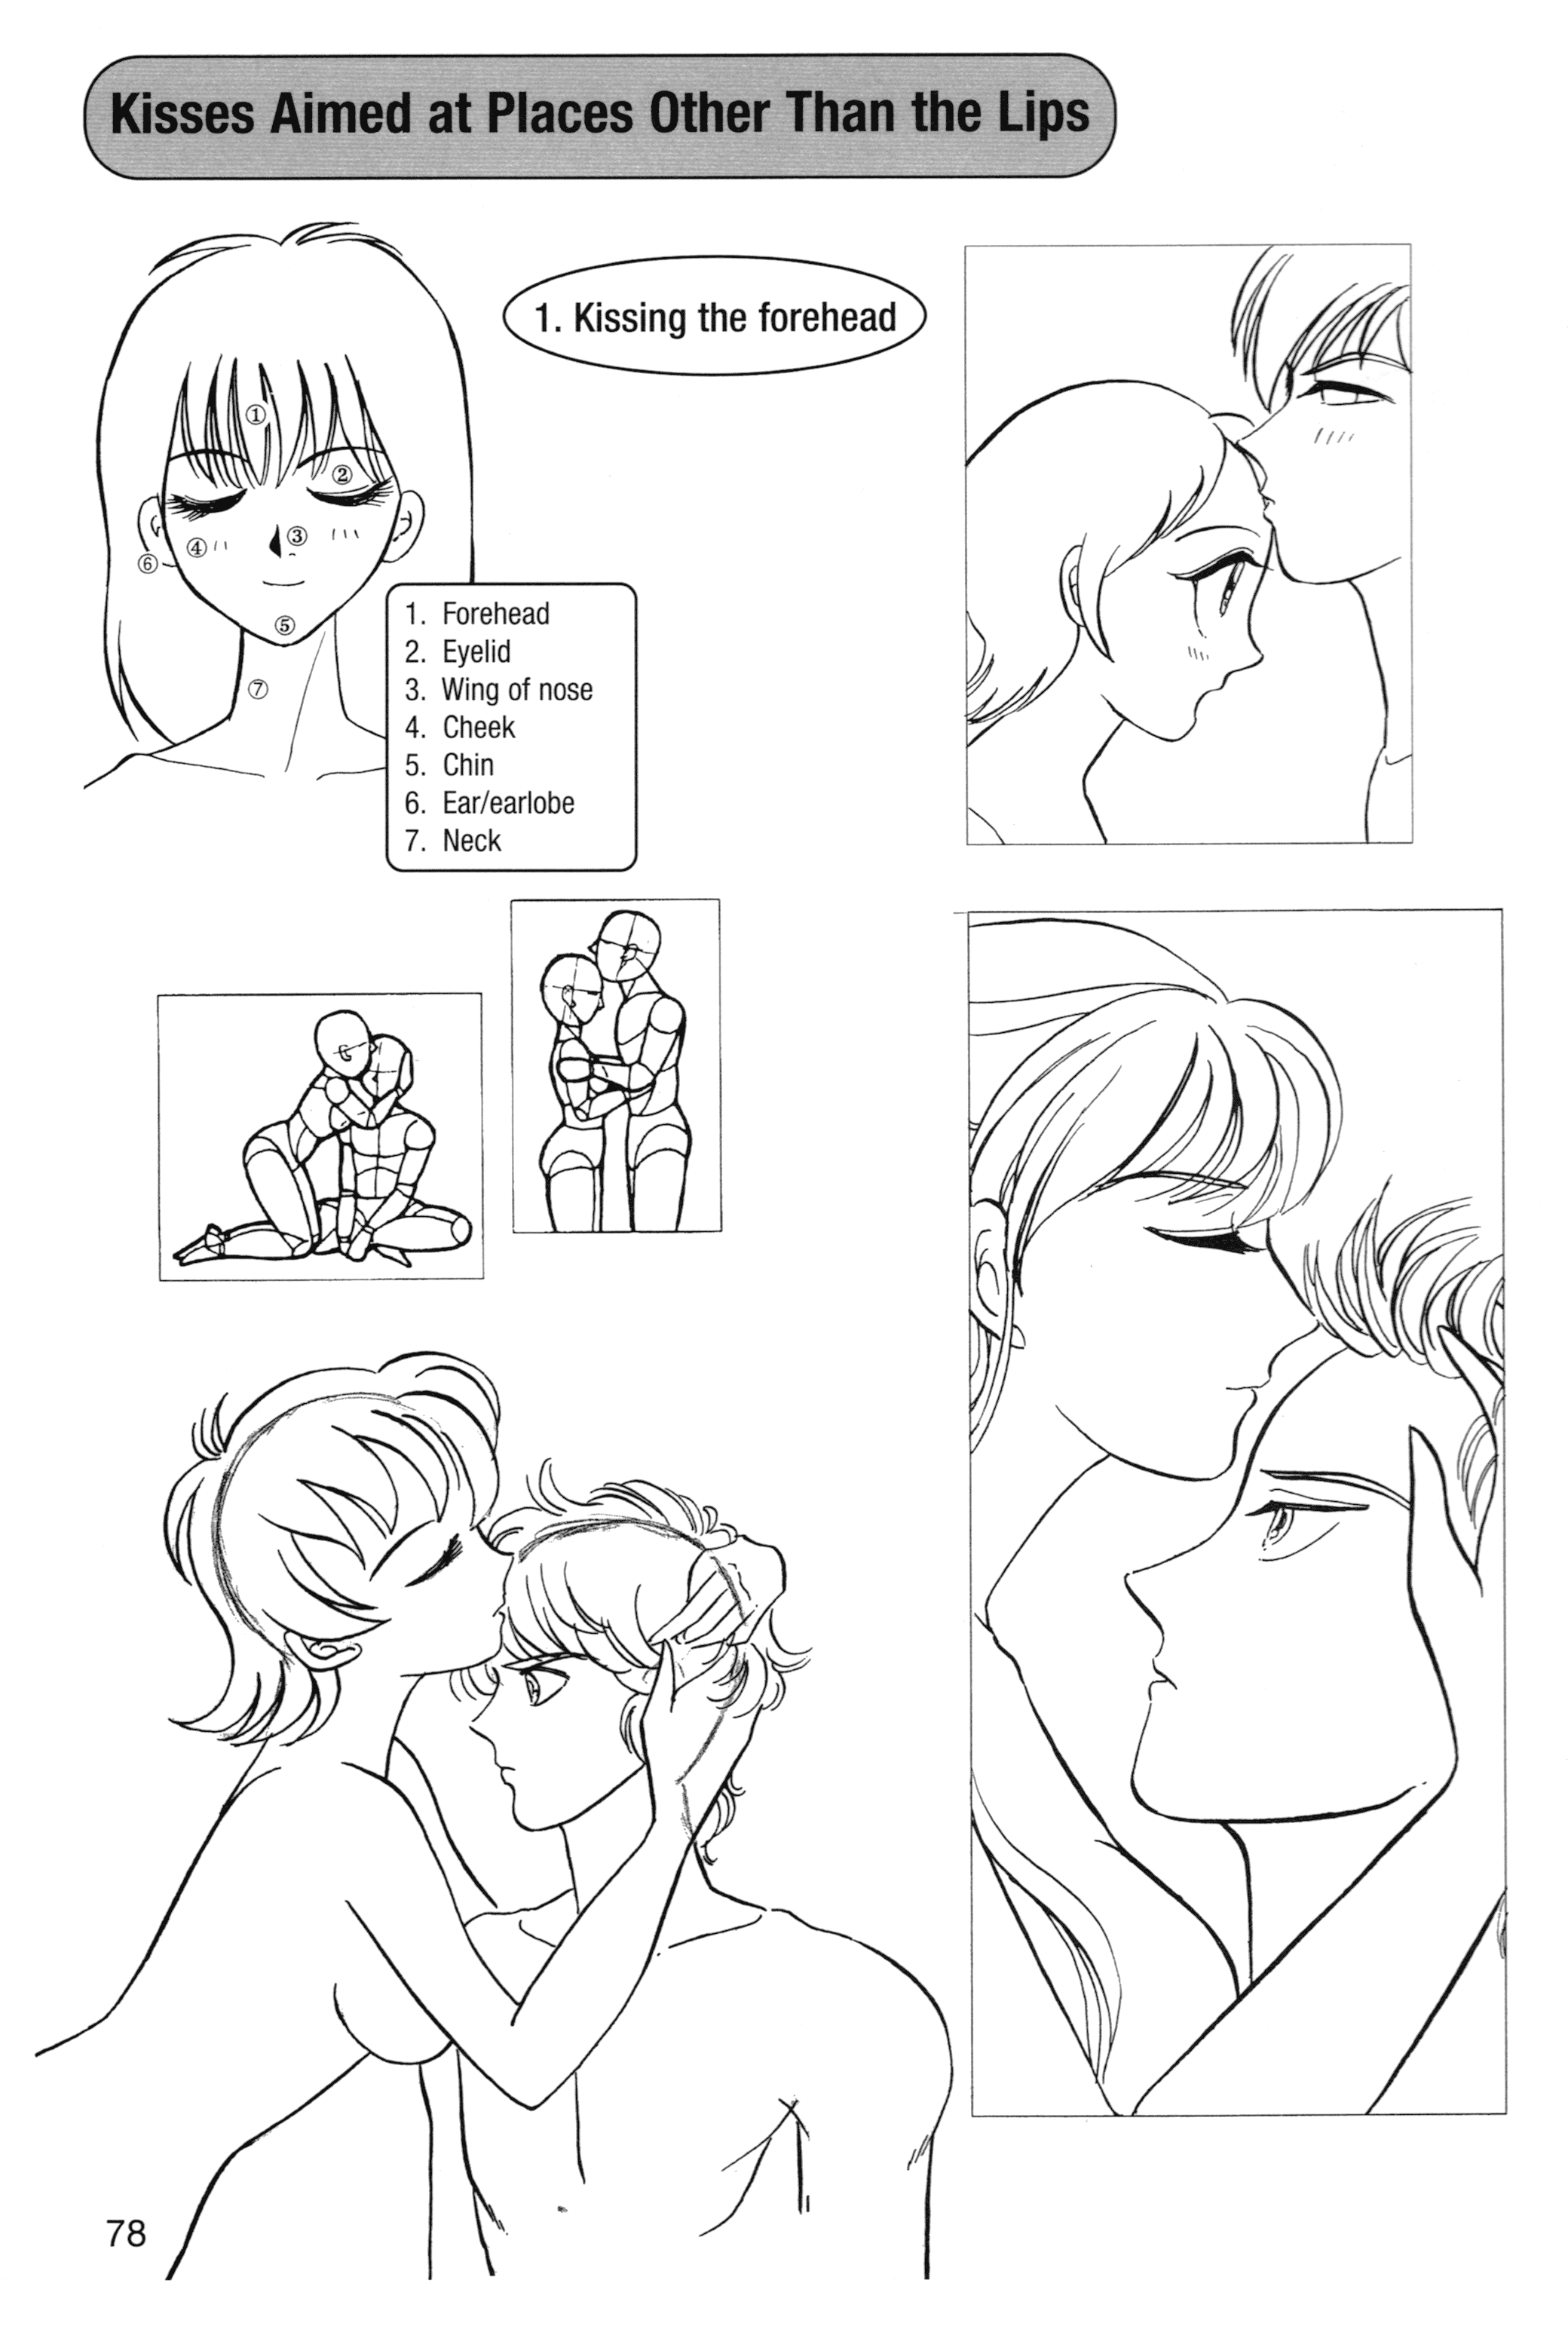 Kisses Aimed at Places Other Than the Lips
1. Kissing the forehead
①
②
③
④
⑥
⑤
⑦
1. Forehead
2. Eyelid
3. Wing of nose
4. Cheek
5. Chin
6. Ear/earlobe
7. Neck
78